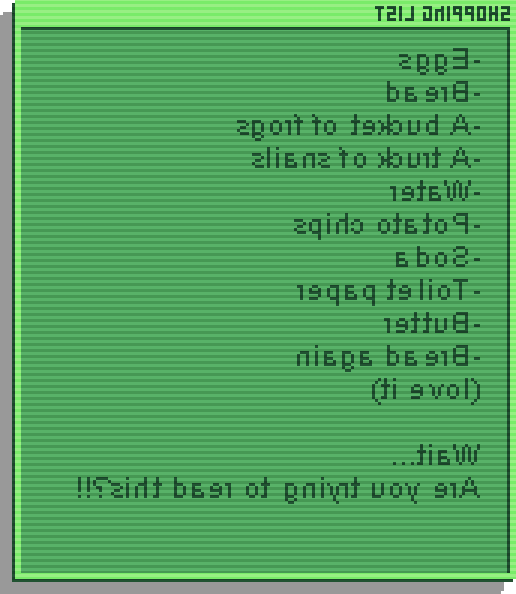 SHOPPING LIST
-Eggs
-Bread
-A bucket of frogs
-A truck of snails
-Water
-Potato chips
-Soda
-Toilet paper
-Butter
-Bread again
(love it)
Wait...
Are you trying to read this?!!